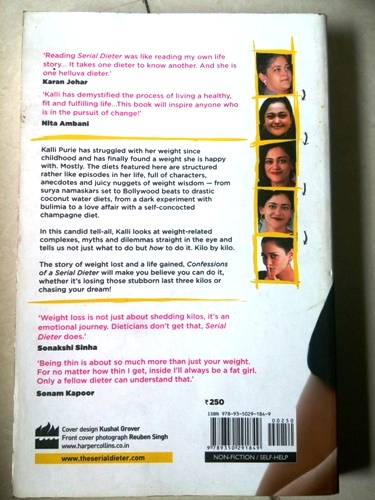 ‘Reading Serial Dieter was like reading my own life
story... It takes one dieter to know another. And she is
one helluva dieter.’
Karan Johar
‘Kalli has demystified the process of living a healthy,
fit and fulfilling life...This book will inspire anyone who
is in the pursuit of change!’
Nita Ambani
Kalli Purie has struggled with her weight since
childhood and has finally found a weight she is happy
with. Mostly. The diets featured here are structured
rather like episodes in her life, full of characters,
anecdotes and juicy nuggets of weight wisdom — from
surya namaskars set to Bollywood beats to drastic
coconut water diets, from a dark experiment with
bulimia to a love affair with a self-concocted
champagne diet.
In this candid tell-all, Kalli looks at weight-related
complexes, myths and dilemmas straight in the eye and
tells us not just what to do but how to do it. Kilo by kilo.
The story of weight lost and a life gained, Confessions
of a Serial Dieter will make you believe you can do it,
whether it's losing those stubborn last three kilos or
chasing your dream!
‘Weight loss is not just about shedding kilos, it's an
emotional journey. Dieticians don't get that, Serial
Dieter does.’
Sonakshi Sinha
‘Being thin is about so much more than just your weight.
For no matter how thin I get, inside I'll always be a fat girl.
Only a fellow dieter can understand that.’
Sonam Kapoor
₹250
ISBN 978-93-5029-184-9
00250
9789350291849
Cover design Kushal Grover
Front cover photograph Reuben Singh
www.harpercollins.co.in
www.theserialdieter.com
NON-FICTION / SELF-HELP